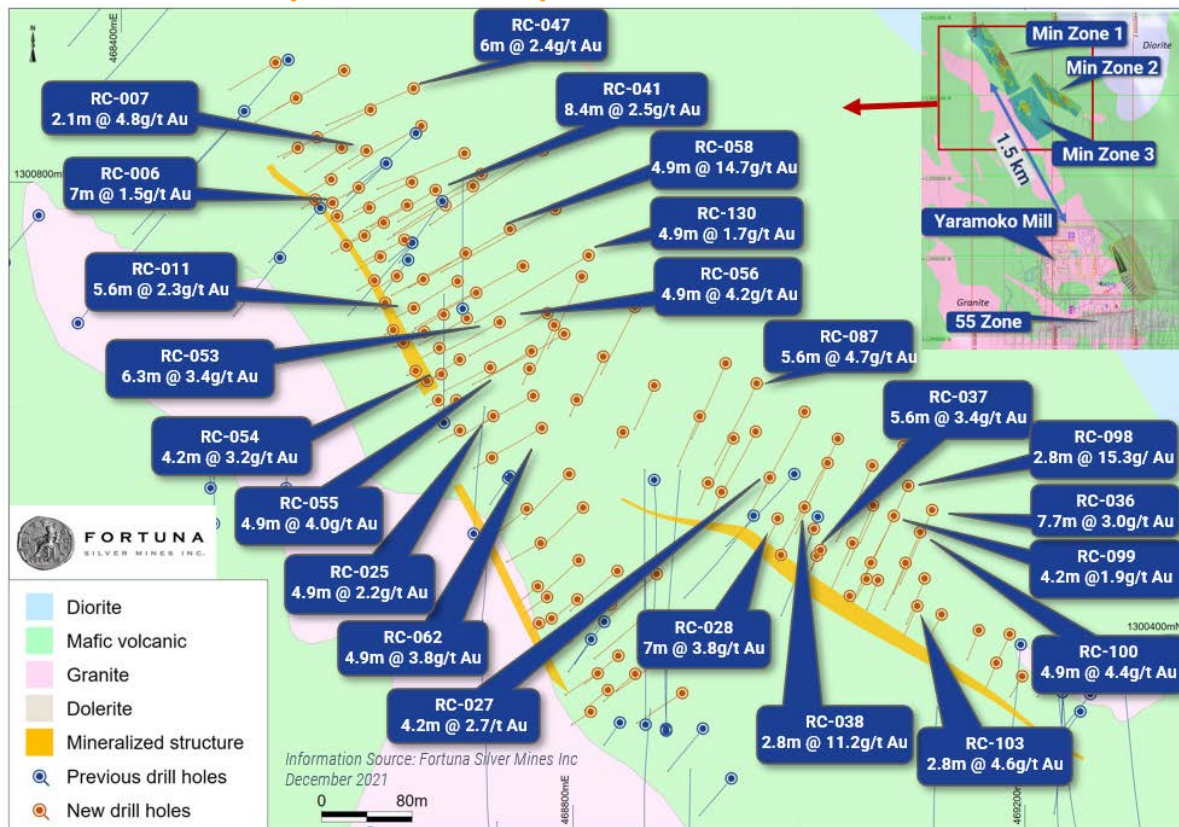 N
468400mE
RC-047
6m @ 2.4g/t Au
RC-007
2.1m @ 4.8g/t Au
RC-041
8.4m @ 2.5g/t Au
RC-058
4.9m @ 14.7g/t Au
RC-006
7m @ 1.5g/t Au
1300800mN
RC-130
4.9m @ 1.7g/t Au
RC-011
5.6m @ 2.3g/t Au
RC-056
4.9m @ 4.2g/t Au
RC-053
6.3m @ 3.4g/t Au
RC-087
5.6m @ 4.7g/t Au
RC-037
5.6m @ 3.4g/t Au
RC-054
4.2m @ 3.2g/t Au
RC-098
2.8m @ 15.3g/ Au
RC-055
4.9m @ 4.0g/t Au
RC-036
7.7m @ 3.0g/t Au
RC-099
4.2m @1.9g/t Au
RC-025
4.9m @ 2.2g/t Au
RC-062
4.9m @ 3.8g/t Au
RC-028
7m @ 3.8g/t Au
1300400mN
RC-100
4.9m @ 4.4g/t Au
RC-027
4.2m @ 2.7/t Au
RC-038
2.8m @ 11.2g/t Au
RC-103
2.8m @ 4.6g/t Au
468800mE
469200mE
Min Zone 1
Diorite
Min Zone 2
Min Zone 3
1.5 km
Yaramoko Mill
Granite
55 Zone
FORTUNA
SILVER MINES INC.
Diorite
Mafic volcanic
Granite
Dolerite
Mineralized structure
Previous drill holes
New drill holes
Information Source: Fortuna Silver Mines Inc
December 2021
0 80m